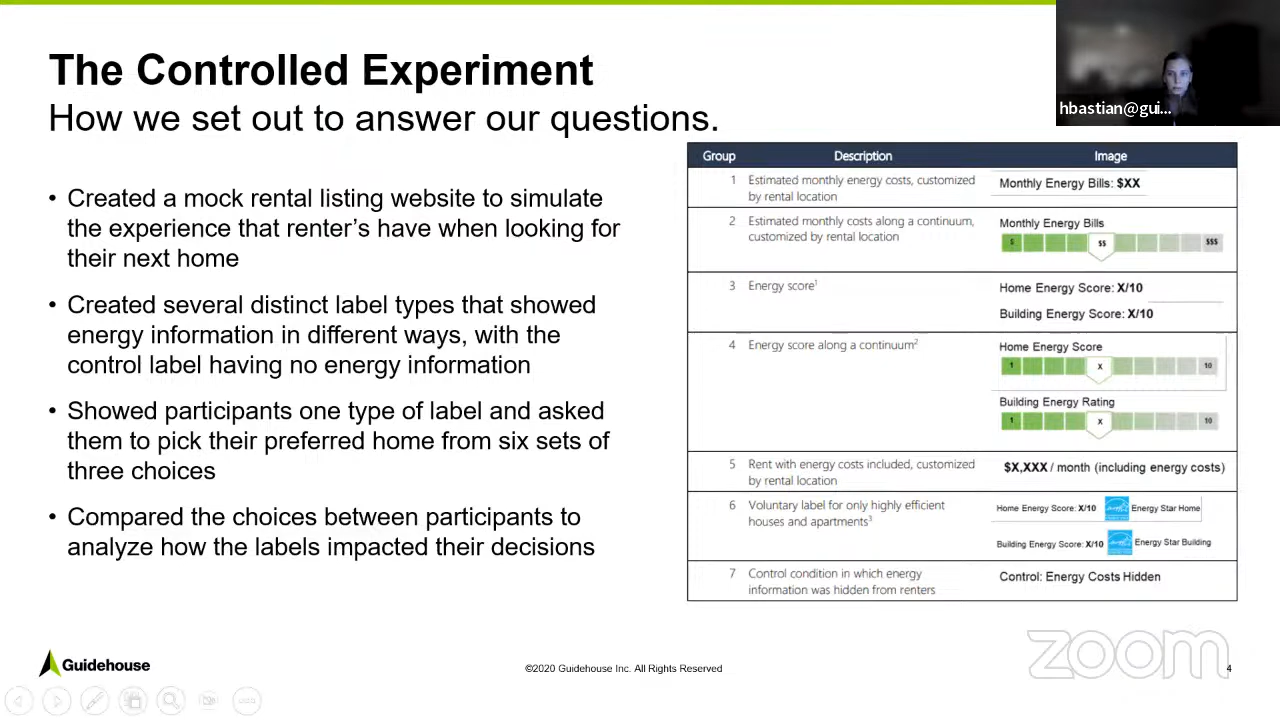 The Controlled Experiment
How we set out to answer our questions.
hbastian@gui...
• Created a mock rental listing website to simulate
the experience that renter's have when looking for
their next home
• Created several distinct label types that showed
energy information in different ways, with the
control label having no energy information
• Showed participants one type of label and asked
them to pick their preferred home from six sets of
three choices
• Compared the choices between participants to
analyze how the labels impacted their decisions
Group Description Image
1 Estimated monthly energy costs, customized
by rental location
Monthly Energy Bills: $XX
2 Estimated monthly costs along a continuum,
customized by rental location
Monthly Energy Bills
$ $$ $$$
3 Energy score¹
Home Energy Score: X/10
Building Energy Score: X/10
4 Energy score along a continuum²
Home Energy Score
1 X 10
Building Energy Rating
1 X 10
5 Rent with energy costs included, customized
by rental location
$X,XXX / month (including energy costs)
6 Voluntary label for only highly efficient
houses and apartments³
Home Energy Score: X/10 Energy Star Home
Building Energy Score: X/10 Energy Star Building
7 Control condition in which energy
information was hidden from renters
Control: Energy Costs Hidden
Guidehouse
©2020 Guidehouse Inc. All Rights Reserved
zoom
4